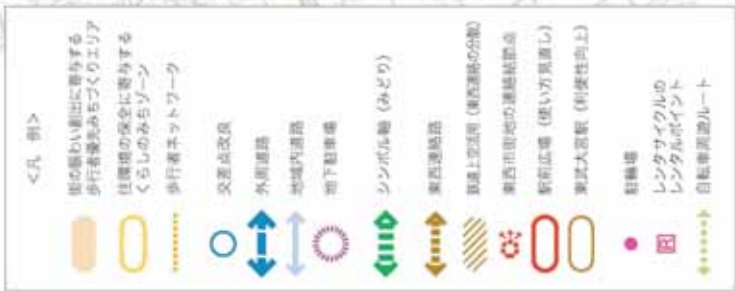 <凡 例>
街の賑わい創出に寄与する
歩行者優先みちづくりエリア
住環境の保全に寄与する
くらしのみちゾーン
歩行者ネットワーク
交差点改良
外周道路
地域内道路
地下駐車場
シンボル軸（みどり）
東西連絡路
鉄道上空活用（東西連絡の分散）
東西市街地の連絡結節点
駅前広場（使い方見直し）
東武大宮駅（利便性向上）
駐輪場
レンタサイクルの
レンタルポイント
自転車周遊ルート